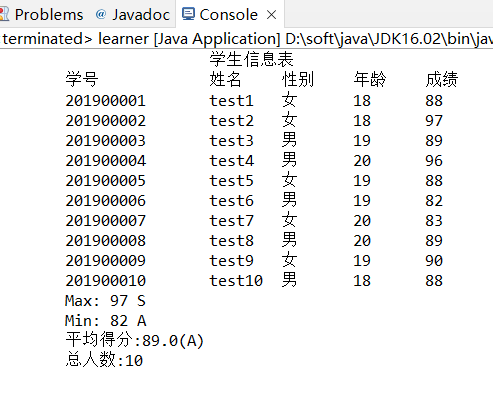 Problems @ Javadoc Console ×
terminated> learner [Java Application] D:\soft\java\JDK16.02\bin\jav
学生信息表
学号 姓名 性别 年龄 成绩
201900001 test1 女 18 88
201900002 test2 女 18 97
201900003 test3 男 19 89
201900004 test4 男 20 96
201900005 test5 女 19 88
201900006 test6 男 19 82
201900007 test7 女 20 83
201900008 test8 男 20 89
201900009 test9 女 19 90
201900010 test10 男 18 88
Max: 97 S
Min: 82 A
平均得分:89.0(A)
总人数:10